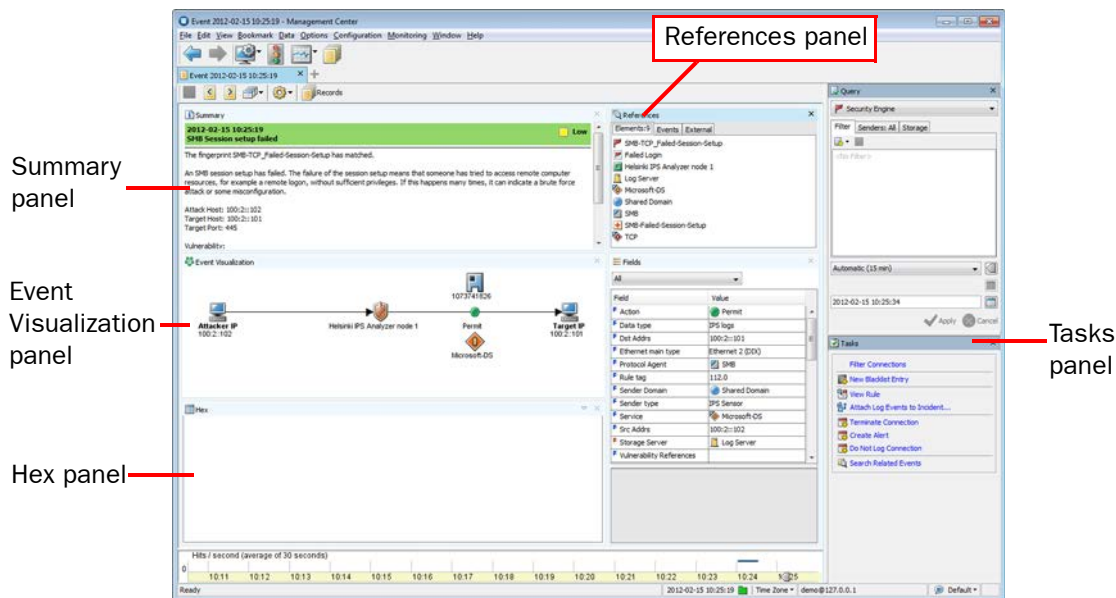 Event 2012-02-15 10:25:19 - Management Center
File Edit View Bookmark Data Options Configuration Monitoring Window Help
References panel
Event 2012-02-15 10:25:19
Records
Summary
2012-02-15 10:25:19
SMB Session setup failed
Low
The fingerprint SMB-TCP_Failed-Session-Setup has matched.
An SMB session setup has failed. The failure of the session setup means that someone has tried to access remote computer
resources, for example a remote logon, without sufficient privileges. If this happens many times, it can indicate a brute force
attack or some misconfiguration.
Attack Host: 100:2::102
Target Host: 100:2::101
Target Port: 445
Vulnerability:
Summary
panel
References
Elements:9 Events External
SMB-TCP_Failed-Session-Setup
Failed Login
Helsinki IPS Analyzer node 1
Log Server
Microsoft-DS
Shared Domain
SMB
SMB-Failed-Session-Setup
TCP
Query
Security Engine
Filter Senders: All Storage
<No Filter>
Automatic (15 min)
2012-02-15 10:25:34
Apply Cancel
Event Visualization
1073741826
Attacker IP
100:2::102
Helsinki IPS Analyzer node 1
Permit
Target IP
100:2::101
Microsoft-DS
Event
Visualization
panel
Fields
All
Field Value
Action Permit
Data type IPS logs
Dst Addrs 100:2::101
Ethernet main type Ethernet 2 (DIX)
Protocol Agent SMB
Rule tag 112.0
Sender Domain Shared Domain
Sender type IPS Sensor
Service Microsoft-DS
Src Addrs 100:2::102
Storage Server Log Server
Vulnerability References
Tasks
Filter Connections
New Blacklist Entry
View Rule
Attach Log Events to Incident...
Terminate Connection
Create Alert
Do Not Log Connection
Search Related Events
Tasks
panel
Hex
Hex panel
Hits / second (average of 30 seconds)
0
10:11 10:12 10:13 10:14 10:15 10:16 10:17 10:18 10:19 10:20 10:21 10:22 10:23 10:24
Ready
2012-02-15 10:25:19 Time Zone demo@127.0.0.1 Default